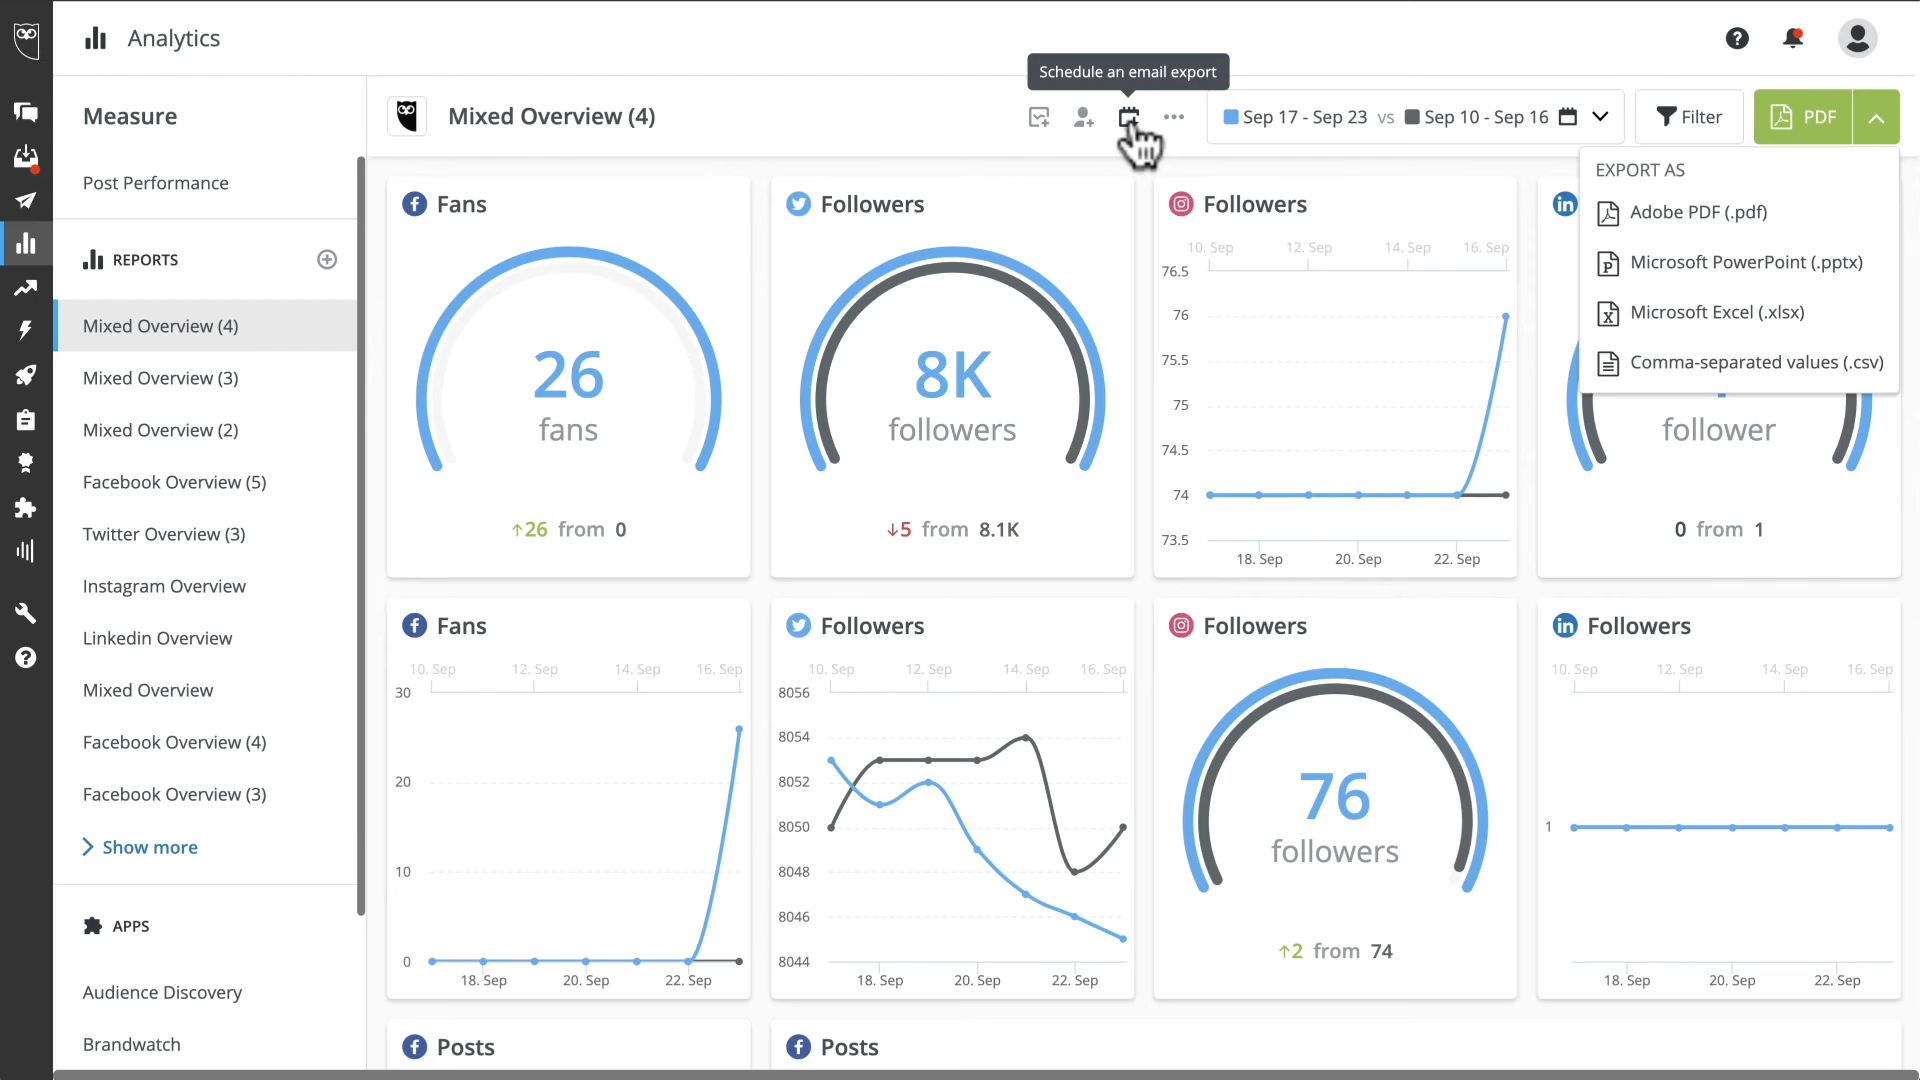 Analytics
Schedule an email export
Measure
Mixed Overview (4)
Sep 17 - Sep 23 vs Sep 10 - Sep 16
Filter
PDF
Post Performance
REPORTS
Mixed Overview (4)
Mixed Overview (3)
Mixed Overview (2)
Facebook Overview (5)
Twitter Overview (3)
Instagram Overview
Linkedin Overview
Mixed Overview
Facebook Overview (4)
Facebook Overview (3)
Show more
APPS
Audience Discovery
Brandwatch
EXPORT AS
Adobe PDF (.pdf)
Microsoft PowerPoint (.pptx)
Microsoft Excel (.xlsx)
Comma-separated values (.csv)
Fans
26
fans
26 from 0
Followers
8K
followers
5 from 8.1K
Followers
10. Sep 12. Sep 14. Sep 16. Sep
76.5
76
75.5
75
74.5
74
73.5
18. Sep 20. Sep 22. Sep
in
follower
0 from 1
Fans
10. Sep 12. Sep 14. Sep 16. Sep
30
20
10
0
18. Sep 20. Sep 22. Sep
Followers
10. Sep 12. Sep 14. Sep 16. Sep
8056
8054
8052
8050
8048
8046
8044
18. Sep 20. Sep 22. Sep
Followers
76
followers
2 from 74
in Followers
10. Sep 12. Sep 14. Sep 16. Sep
1
18. Sep 20. Sep 22. Sep
Posts
Posts